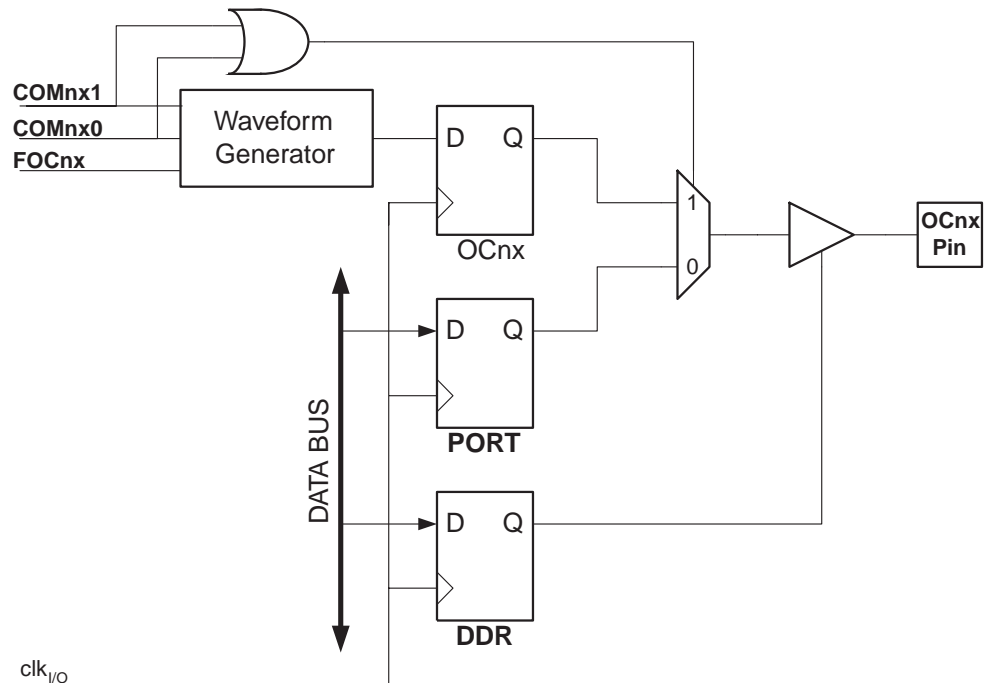 COMnx1
COMnx0
FOCnx
Waveform
Generator
D Q
OCnx
1
0
OCnx
Pin
D Q
PORT
DATA BUS
D Q
DDR
clkI/O